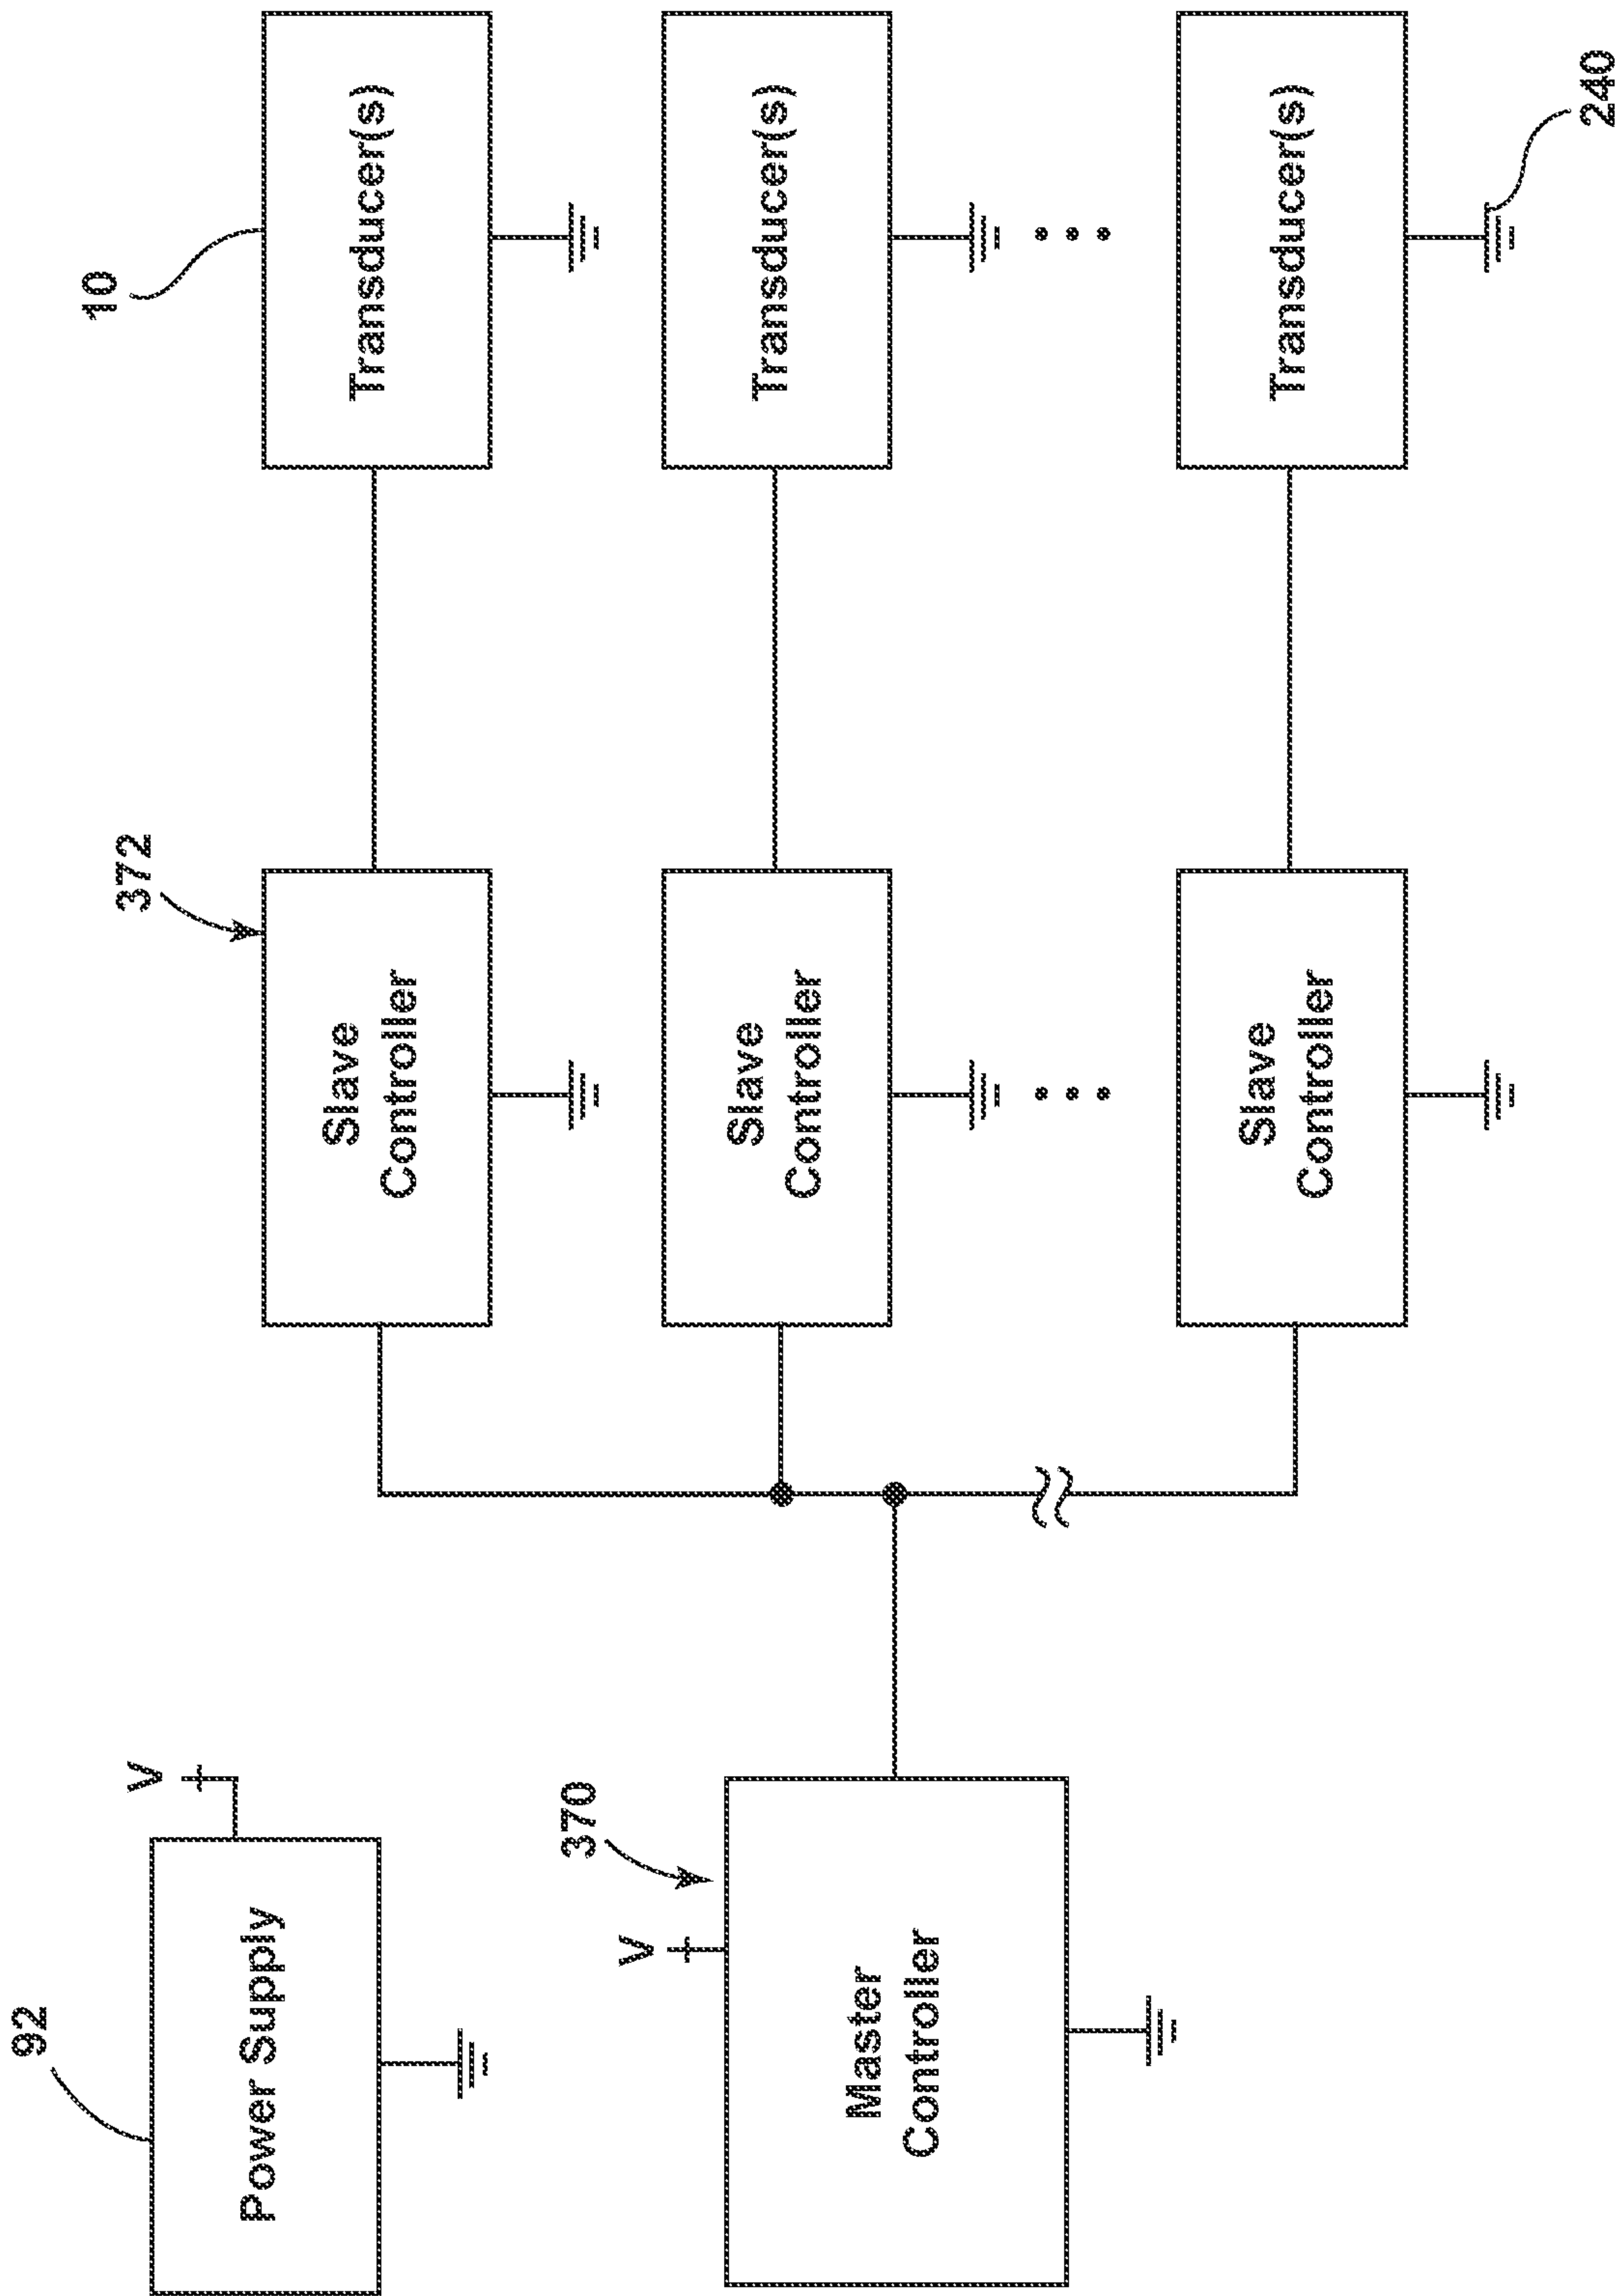 92
Power Supply
V
370
V
Master
Controller
372
Slave
Controller
Slave
Controller
Slave
Controller
10
Transducer(s)
Transducer(s)
Transducer(s)
240